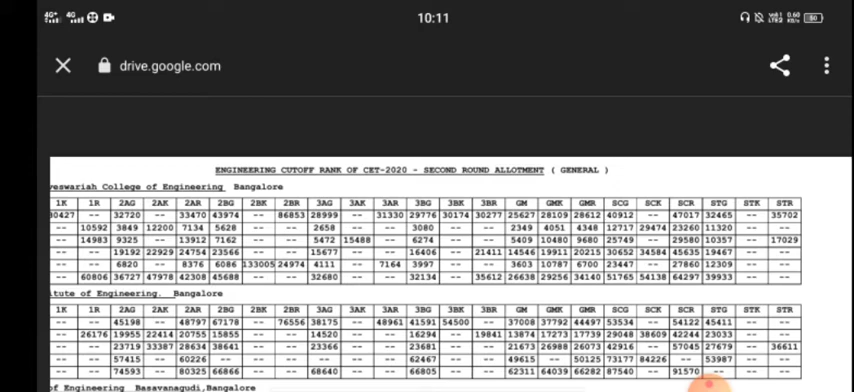 4G+ 4G 10:11 VoWiFi LTE1 0.60 KB/s 60
drive.google.com
ENGINEERING CUTOFF RANK OF CET-2020 - SECOND ROUND ALLOTMENT ( GENERAL )
veswariah College of Engineering Bangalore
1K 1R 2AG 2AK 2AR 2BG 2BK 2BR 3AG 3AK 3AR 3BG 3BK 3BR GM GMK GMR SCG SCK SCR STG STK STR
30427 -- 32720 33470 43974 -- 86853 28999 31330 29776 30174 30277 25627 28109 28612 40912 -- 47017 32465 -- 35702
-- 10592 3849 12200 7134 5628 -- -- 2658 -- -- 3080 -- -- 2349 4051 4348 12717 29474 23260 11320 -- --
-- 14983 9325 -- 13912 7162 -- -- 5472 15488 -- 6274 -- -- 5409 10480 9680 25749 -- 29580 10357 -- 17029
-- -- 19192 22929 24754 23566 -- -- 15677 -- -- 16406 -- 21411 14546 19911 20215 30652 34584 45635 19467 -- --
-- -- 6820 -- 8376 6086 133005 24974 4111 -- 7164 3997 -- -- 3603 10787 6700 23447 -- 27860 12309 -- --
-- 60806 36727 47978 42308 45688 -- -- 32680 -- -- 32134 -- 35612 26638 29256 34140 51765 54138 64297 39933 -- --
itute of Engineering. Bangalore
1K 1R 2AG 2AK 2AR 2BG 2BK 2BR 3AG 3AK 3AR 3BG 3BK 3BR GM GMK GMR SCG SCK SCR STG STK STR
-- -- 45198 -- 48797 67178 -- 76556 38175 -- 48961 41591 54500 -- 37008 37792 44497 53534 -- 54122 45411 -- --
-- 26176 19955 22414 20755 15855 -- -- 14520 -- -- 16294 -- 19841 13874 17273 17739 29088 38609 42244 23033 -- --
-- -- 23719 33387 28634 38641 -- -- 23366 -- -- 23681 -- -- 21673 26988 26073 42916 -- 57045 27679 -- 36611
-- -- 57415 -- 60226 -- -- -- -- -- -- 62467 -- -- 49615 -- 50125 73177 84226 -- 53987 -- --
-- -- 74593 -- 80325 66866 -- -- 68640 -- -- 66805 -- -- 62311 64039 66282 87540 -- 91570 -- -- --
of Engineering Basavanagudi,Bangalore